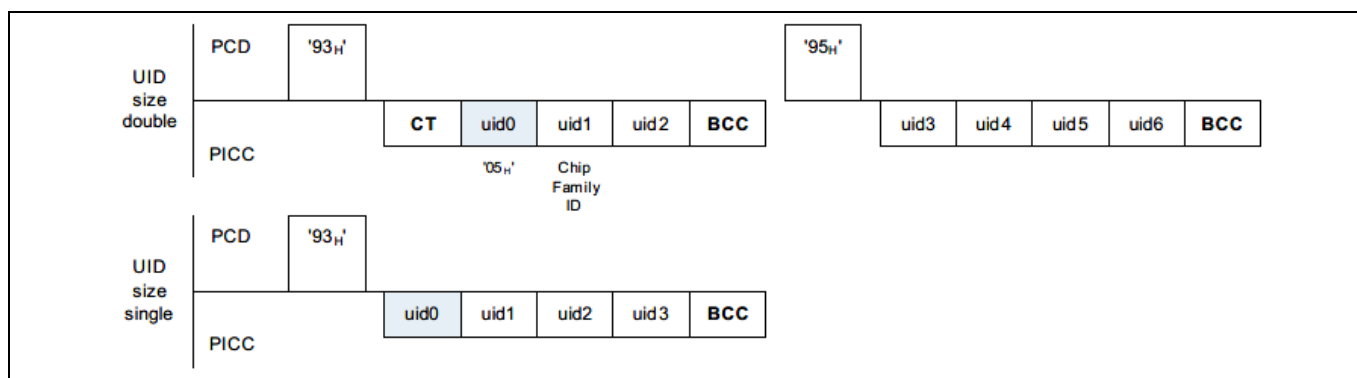 PCD '93H' '95H'
UID
size
double
CT uid0 uid1 uid2 BCC uid3 uid4 uid5 uid6 BCC
PICC
'05H' Chip
Family
ID
PCD '93H'
UID
size
single
uid0 uid1 uid2 uid3 BCC
PICC